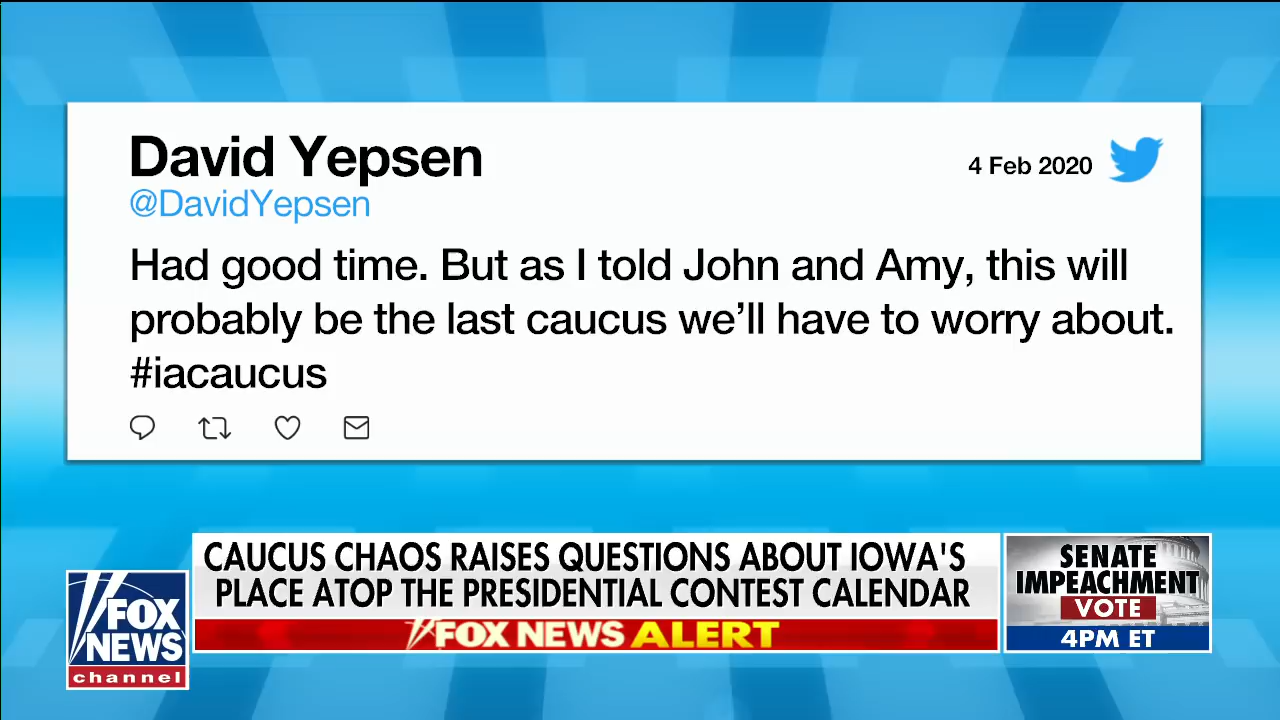 David Yepsen
4 Feb 2020
@DavidYepsen
Had good time. But as I told John and Amy, this will
probably be the last caucus we’ll have to worry about.
#iacaucus
CAUCUS CHAOS RAISES QUESTIONS ABOUT IOWA'S
PLACE ATOP THE PRESIDENTIAL CONTEST CALENDAR
FOX NEWS ALERT
SENATE
IMPEACHMENT
VOTE
4PM ET
FOX
NEWS
channel